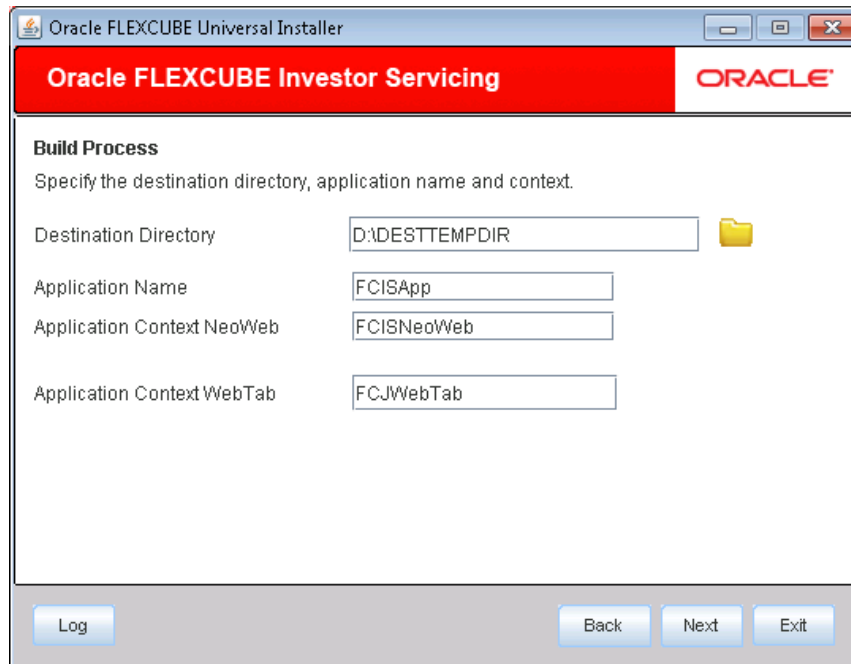 Oracle FLEXCUBE Universal Installer
Oracle FLEXCUBE Investor Servicing
ORACLE
Build Process
Specify the destination directory, application name and context.
Destination Directory D:\DESTTEMPDIR
Application Name FCISApp
Application Context NeoWeb FCISNeoWeb
Application Context WebTab FCJWebTab
Log Back Next Exit